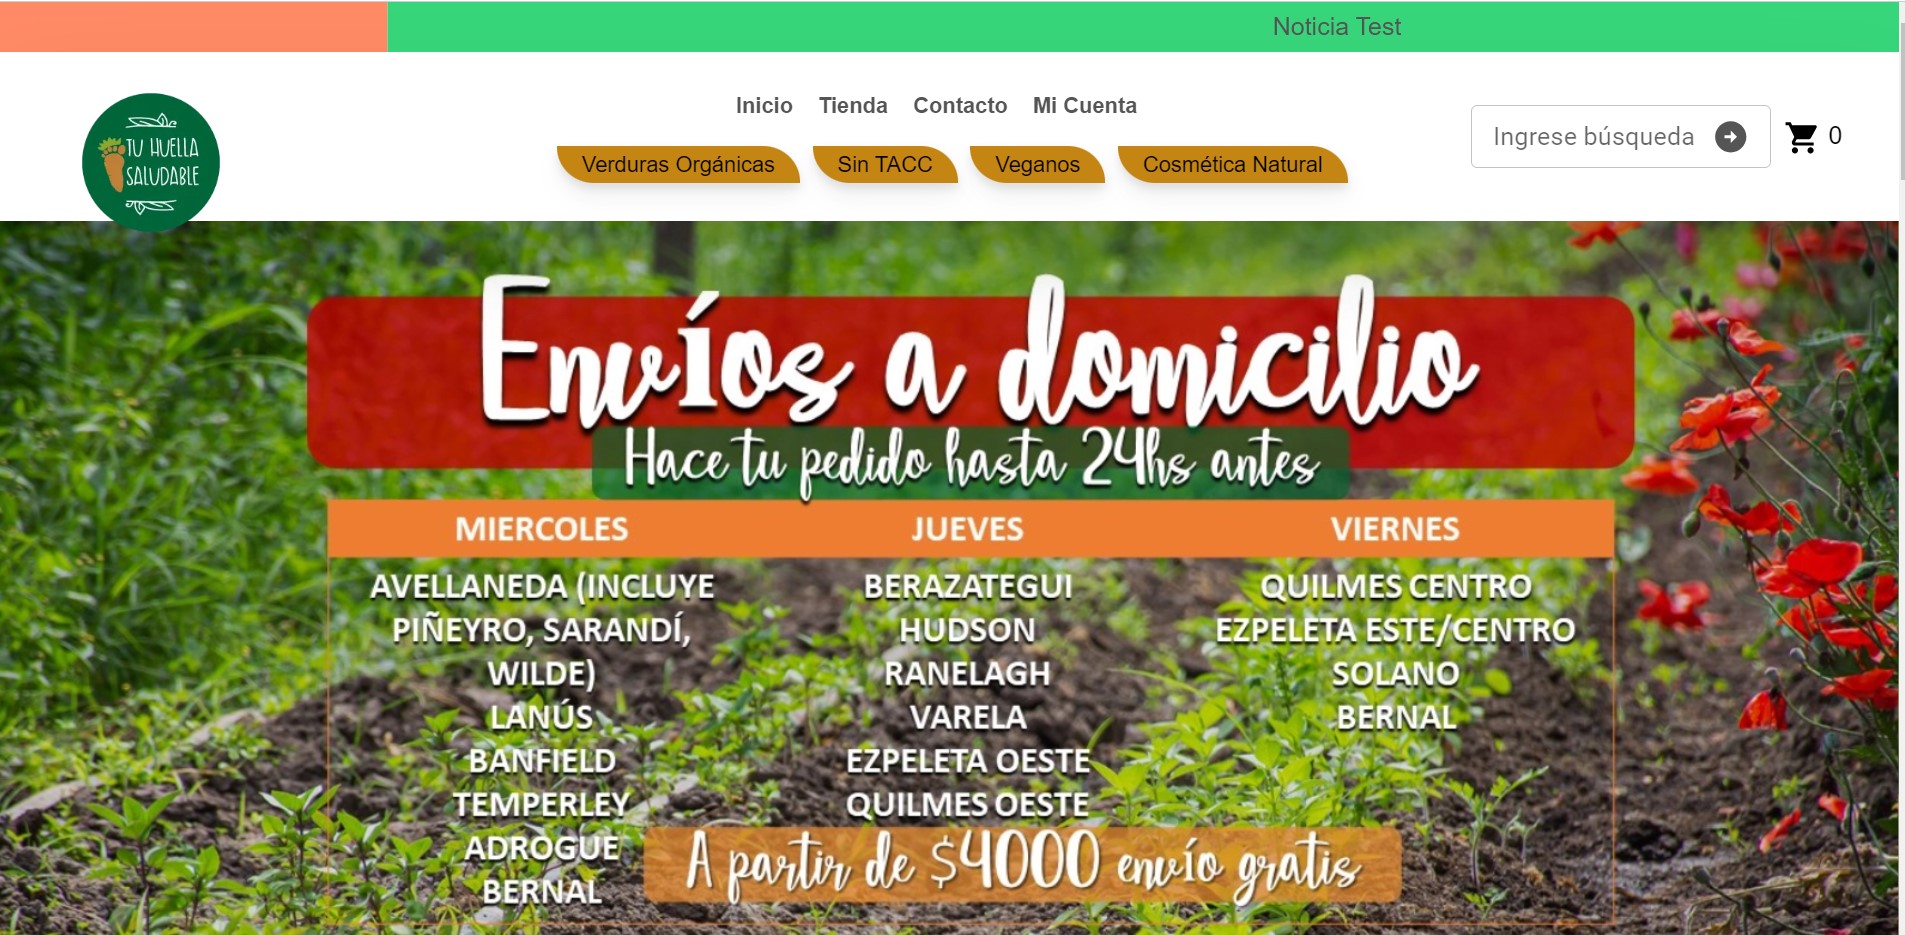 Noticia Test
TU HUELLA
SALUDABLE
Inicio Tienda Contacto Mi Cuenta
Verduras Orgánicas Sin TACC Veganos Cosmética Natural
Ingrese búsqueda
0
Envíos a domicilio
Hace tu pedido hasta 24hs antes
MIERCOLES JUEVES VIERNES
AVELLANEDA (INCLUYE
PIÑEYRO, SARANDÍ,
WILDE)
LANÚS
BANFIELD
TEMPERLEY
ADROGUE
BERNAL
BERAZATEGUI
HUDSON
RANELAGH
VARELA
EZPELETA OESTE
QUILMES OESTE
QUILMES CENTRO
EZPELETA ESTE/CENTRO
SOLANO
BERNAL
A partir de $4000 envío gratis